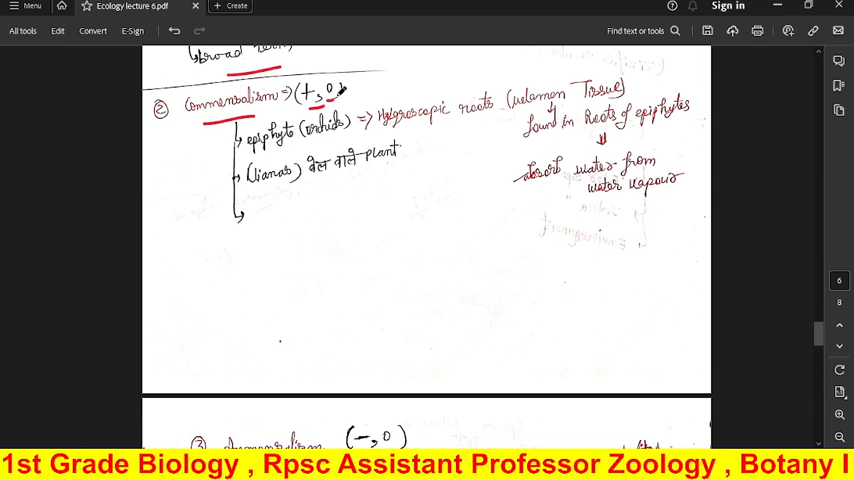 Menu
Ecology lecture 6.pdf
Create
Sign in
All tools
Edit
Convert
E-Sign
Find text or tools
broad term
② Commensalism ⇒ (+, 0)
epiphyte (orchids) ⇒ Hygroscopic roots (velamen Tissue)
found in Roots of epiphytes
absorb water from
water vapour
(lianas) बेल वाले plant
6
8
③ (-, 0)
1st Grade Biology , Rpsc Assistant Professor Zoology , Botany I